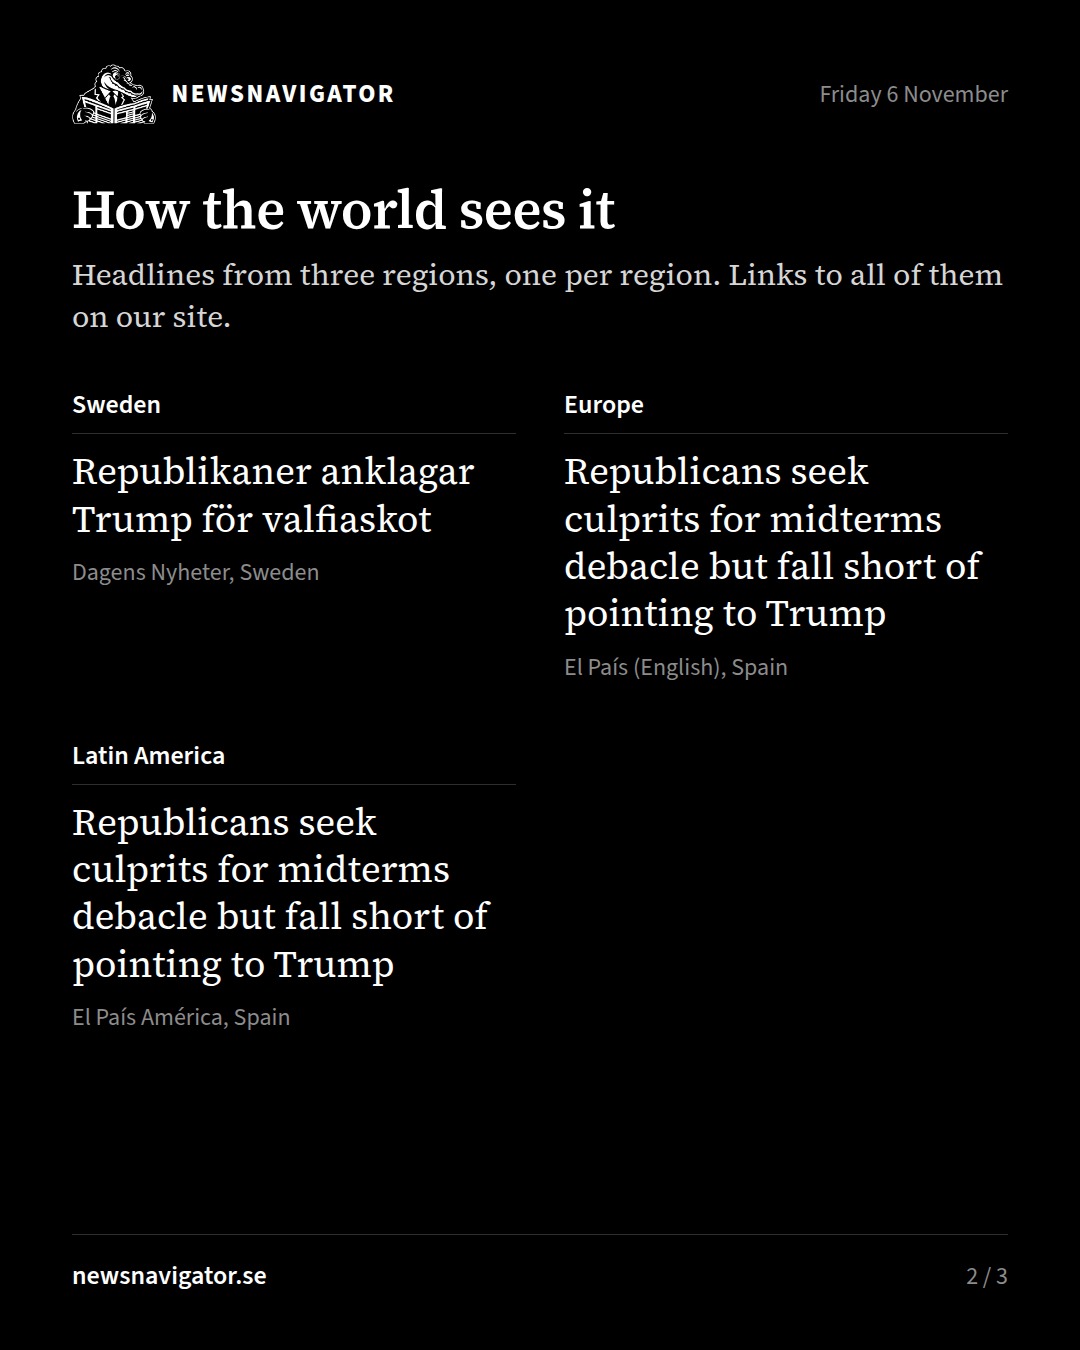 NEWSNAVIGATOR
Friday 6 November
How the world sees it
Headlines from three regions, one per region. Links to all of them
on our site.
Sweden
Republikaner anklagar
Trump för valfiaskot
Dagens Nyheter, Sweden
Europe
Republicans seek
culprits for midterms
debacle but fall short of
pointing to Trump
El País (English), Spain
Latin America
Republicans seek
culprits for midterms
debacle but fall short of
pointing to Trump
El País América, Spain
newsnavigator.se
2 / 3